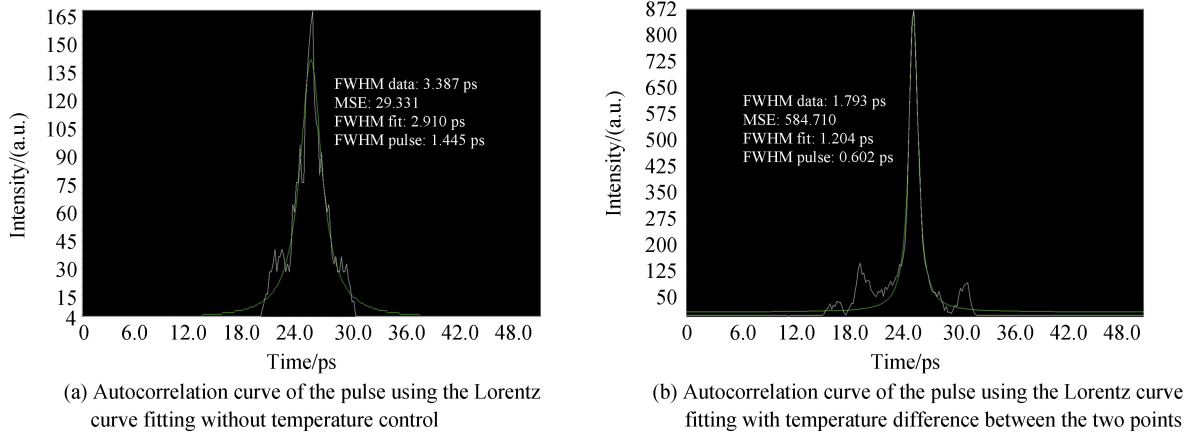 165
150
135
120
105
90
75
60
45
30
15
4
Intensity/(a.u.)
FWHM data: 3.387 ps
MSE: 29.331
FWHM fit: 2.910 ps
FWHM pulse: 1.445 ps
0 6.0 12.0 18.0 24.0 30.0 36.0 42.0 48.0
Time/ps
(a) Autocorrelation curve of the pulse using the Lorentz
curve fitting without temperature control
872
800
725
650
575
500
425
350
275
200
125
50
Intensity/(a.u.)
FWHM data: 1.793 ps
MSE: 584.710
FWHM fit: 1.204 ps
FWHM pulse: 0.602 ps
0 6.0 12.0 18.0 24.0 30.0 36.0 42.0 48.0
Time/ps
(b) Autocorrelation curve of the pulse using the Lorentz curve
fitting with temperature difference between the two points